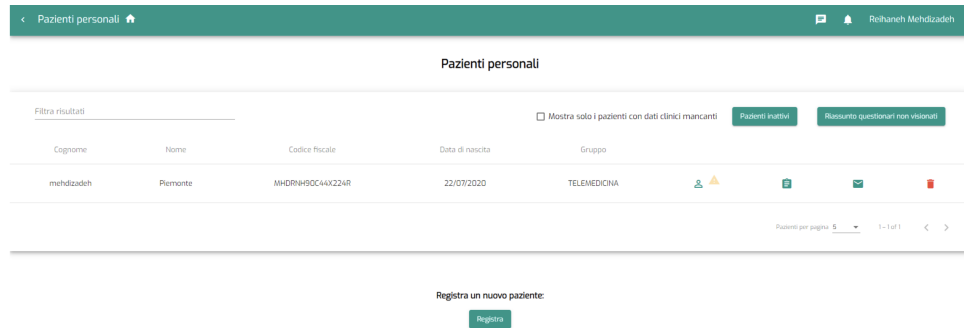 Pazienti personali
Reihaneh Mehdizadeh
Pazienti personali
Filtra risultati
Mostra solo i pazienti con dati clinici mancanti
Pazienti inattivi
Riassunto questionari non visionati
Cognome Nome Codice fiscale Data di nascita Gruppo
mehdizadeh Piemonte MHDRNH90C44X224R 22/07/2020 TELEMEDICINA
Pazienti per pagina 5 1 – 1 of 1
Registra un nuovo paziente:
Registra